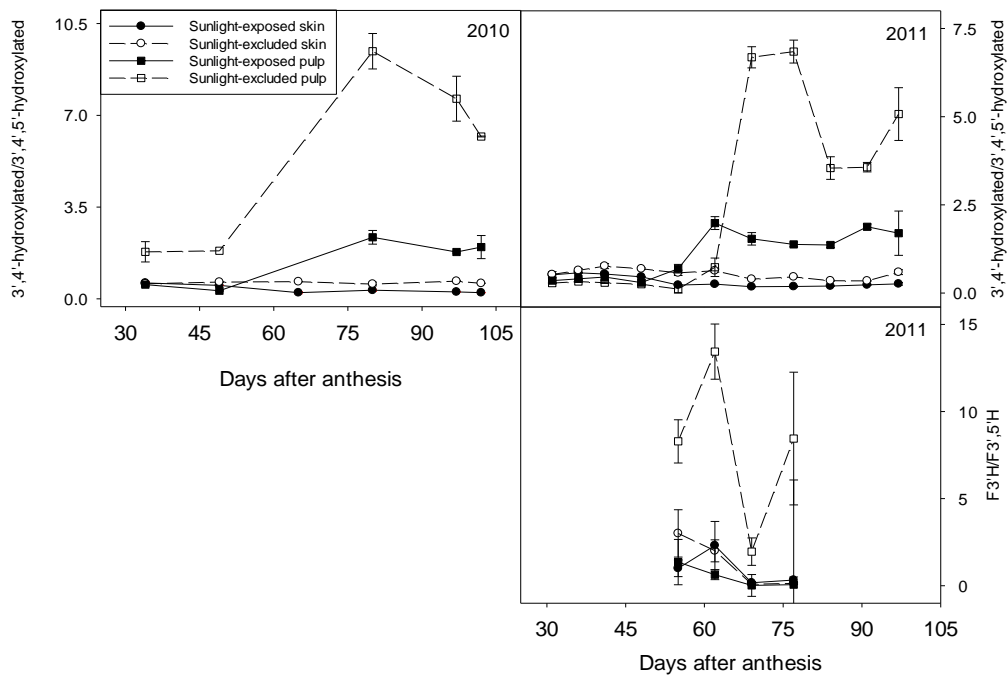 3',4'-hydroxylated/3',4',5'-hydroxylated
10.5
7.0
3.5
0.0
Sunlight-exposed skin
Sunlight-excluded skin
Sunlight-exposed pulp
Sunlight-excluded pulp
2010
30 45 60 75 90 105
Days after anthesis
2011
7.5
5.0
2.5
0.0
3',4'-hydroxylated/3',4',5'-hydroxylated
2011
15
10
5
0
F3'H/F3',5'H
30 45 60 75 90 105
Days after anthesis